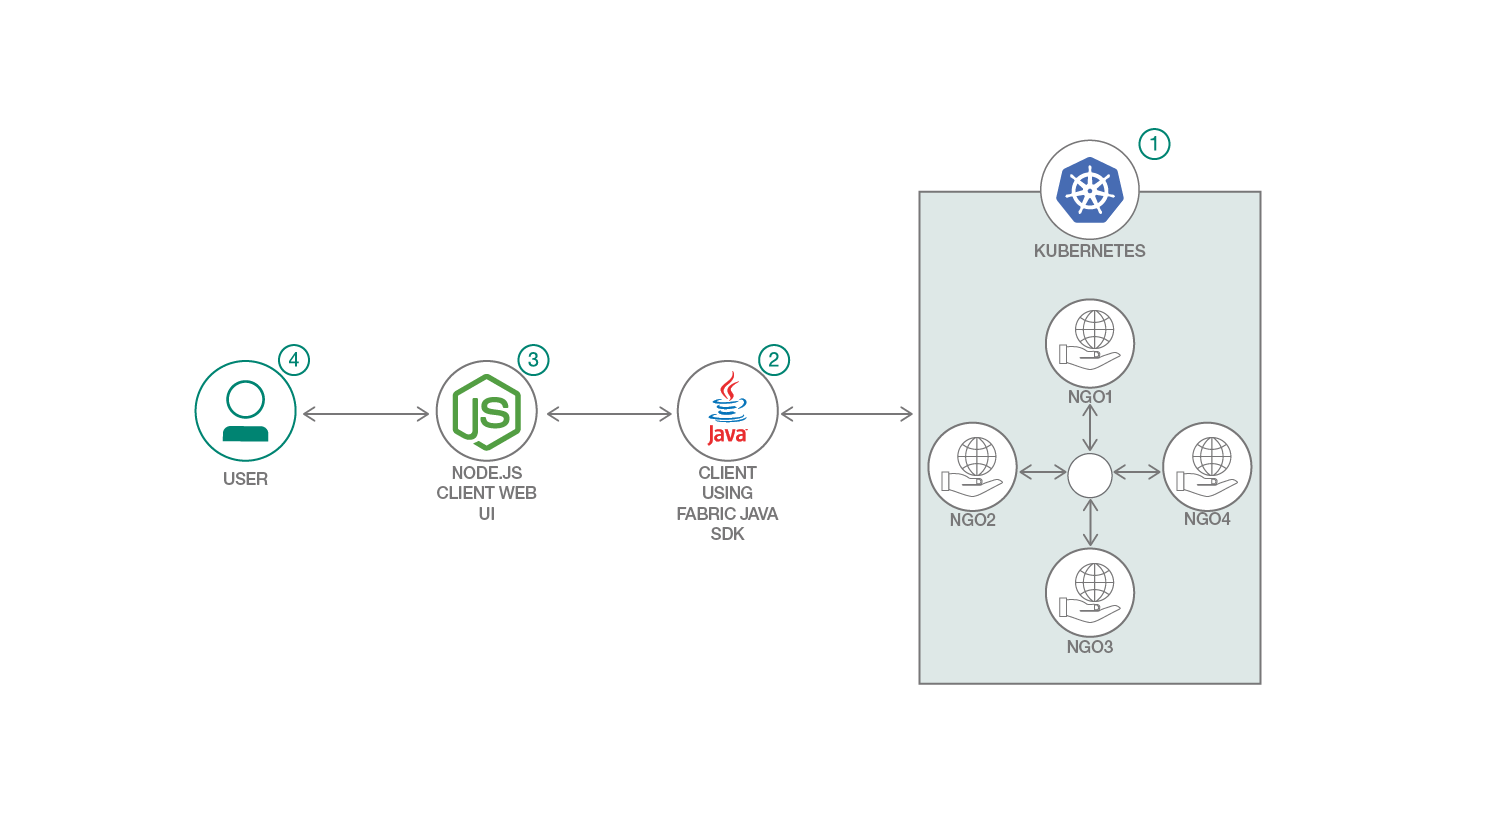 1
KUBERNETES
NGO1
NGO2
NGO4
NGO3
4
USER
3
JS
NODE.JS
CLIENT WEB
UI
2
Java
CLIENT
USING
FABRIC JAVA
SDK